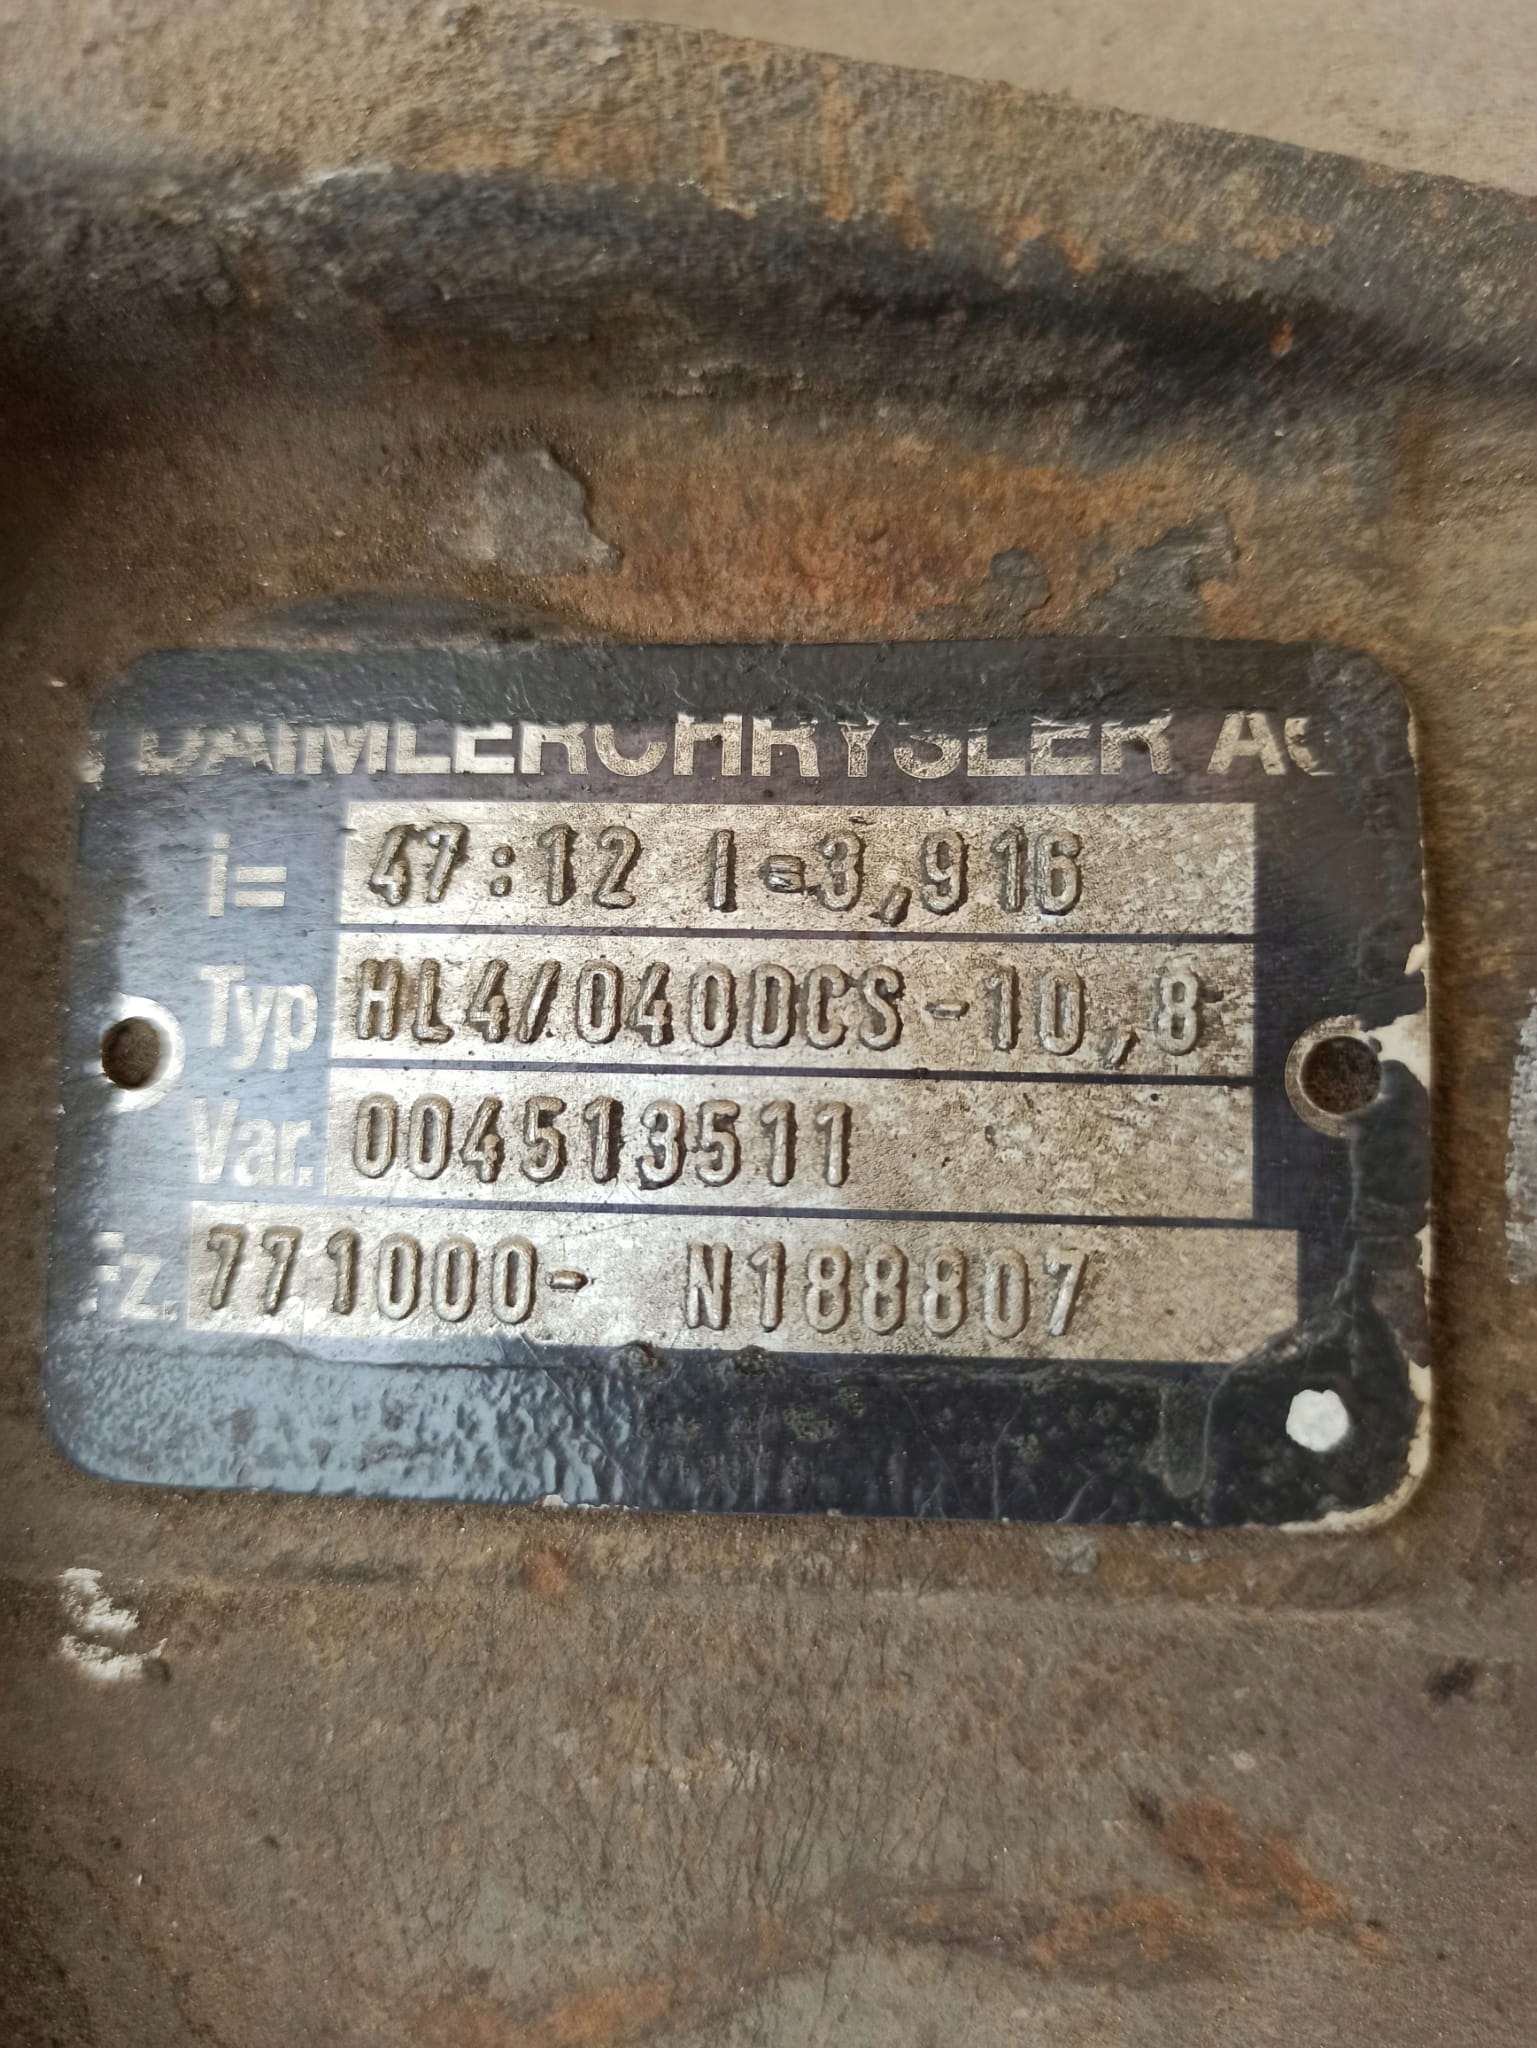 DAIMLERCHRYSLER AG
i= 47:12 I=3,916
Typ HL4/040DCS-10,8
Var. 004513511
Fz. 771000- N188807